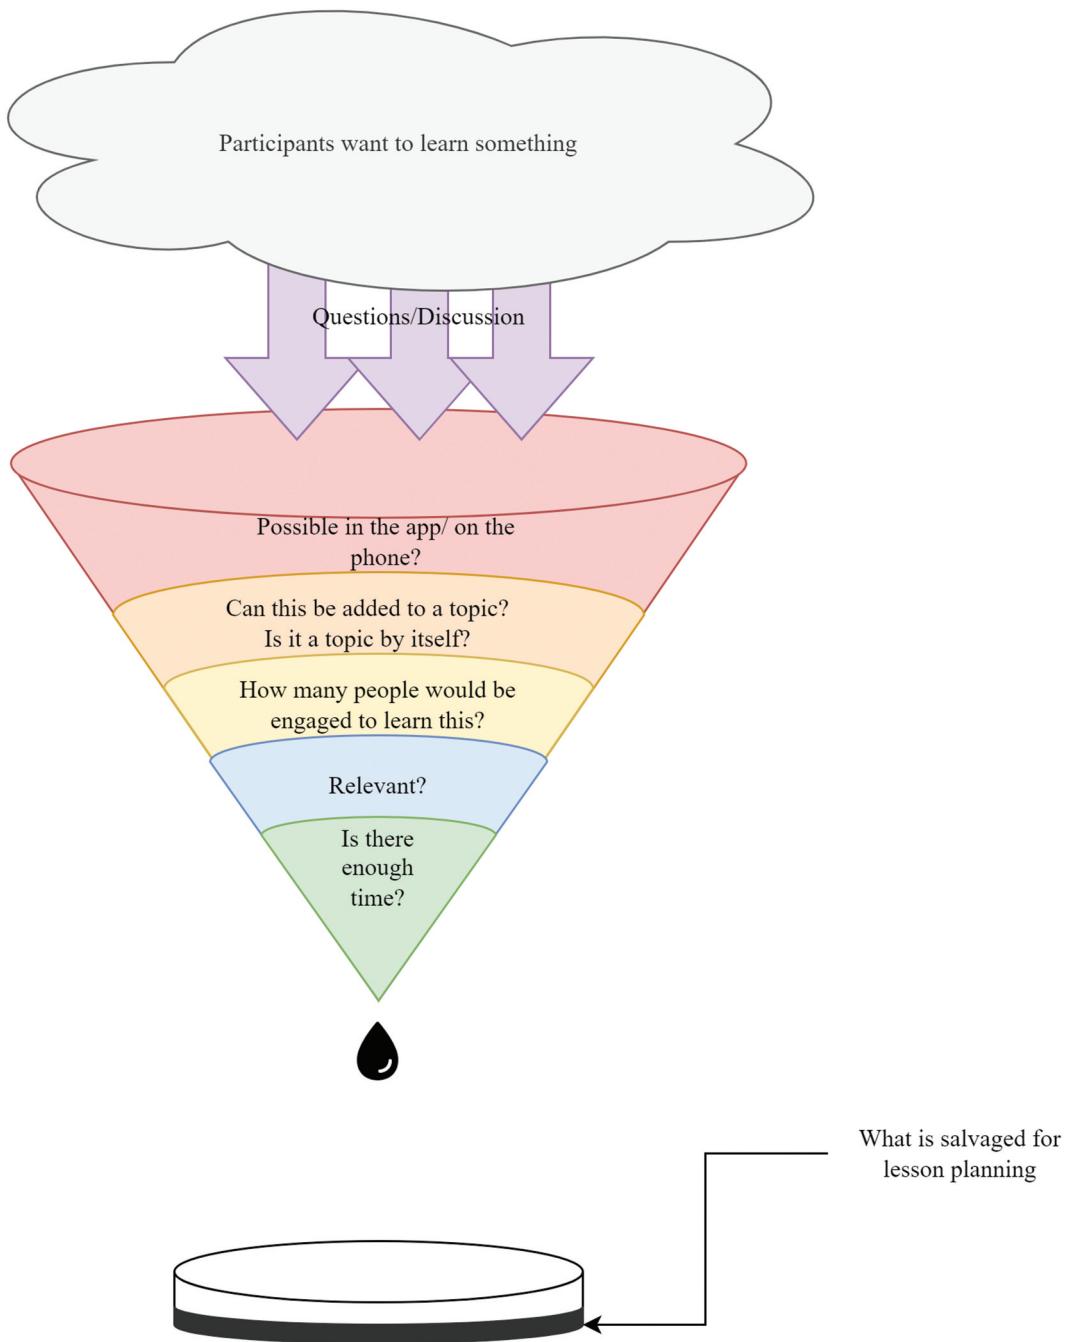 Participants want to learn something
Questions/Discussion
Possible in the app/ on the
phone?
Can this be added to a topic?
Is it a topic by itself?
How many people would be
engaged to learn this?
Relevant?
Is there
enough
time?
What is salvaged for
lesson planning